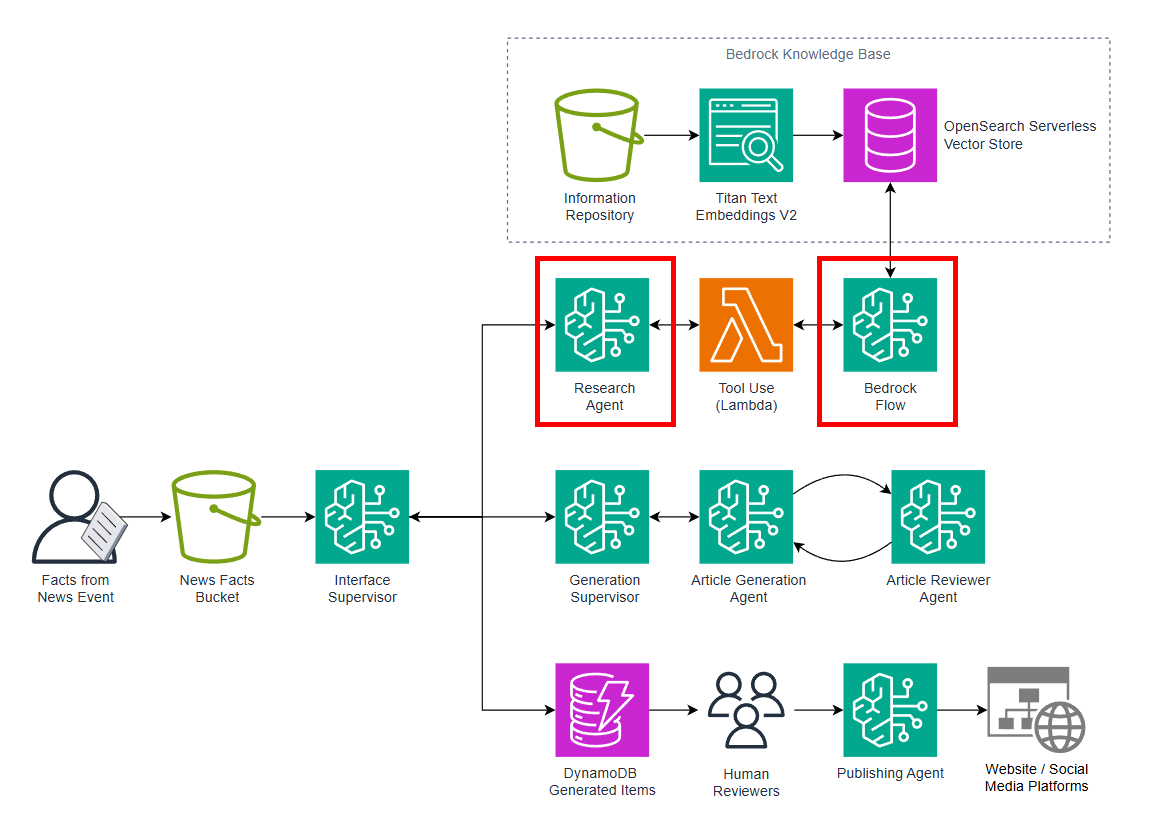 Bedrock Knowledge Base
OpenSearch Serverless
Vector Store
Information
Repository
Titan Text
Embeddings V2
Research
Agent
Tool Use
(Lambda)
Bedrock
Flow
Facts from
News Event
News Facts
Bucket
Interface
Supervisor
Generation
Supervisor
Article Generation
Agent
Article Reviewer
Agent
DynamoDB
Generated Items
Human
Reviewers
Publishing Agent
Website / Social
Media Platforms